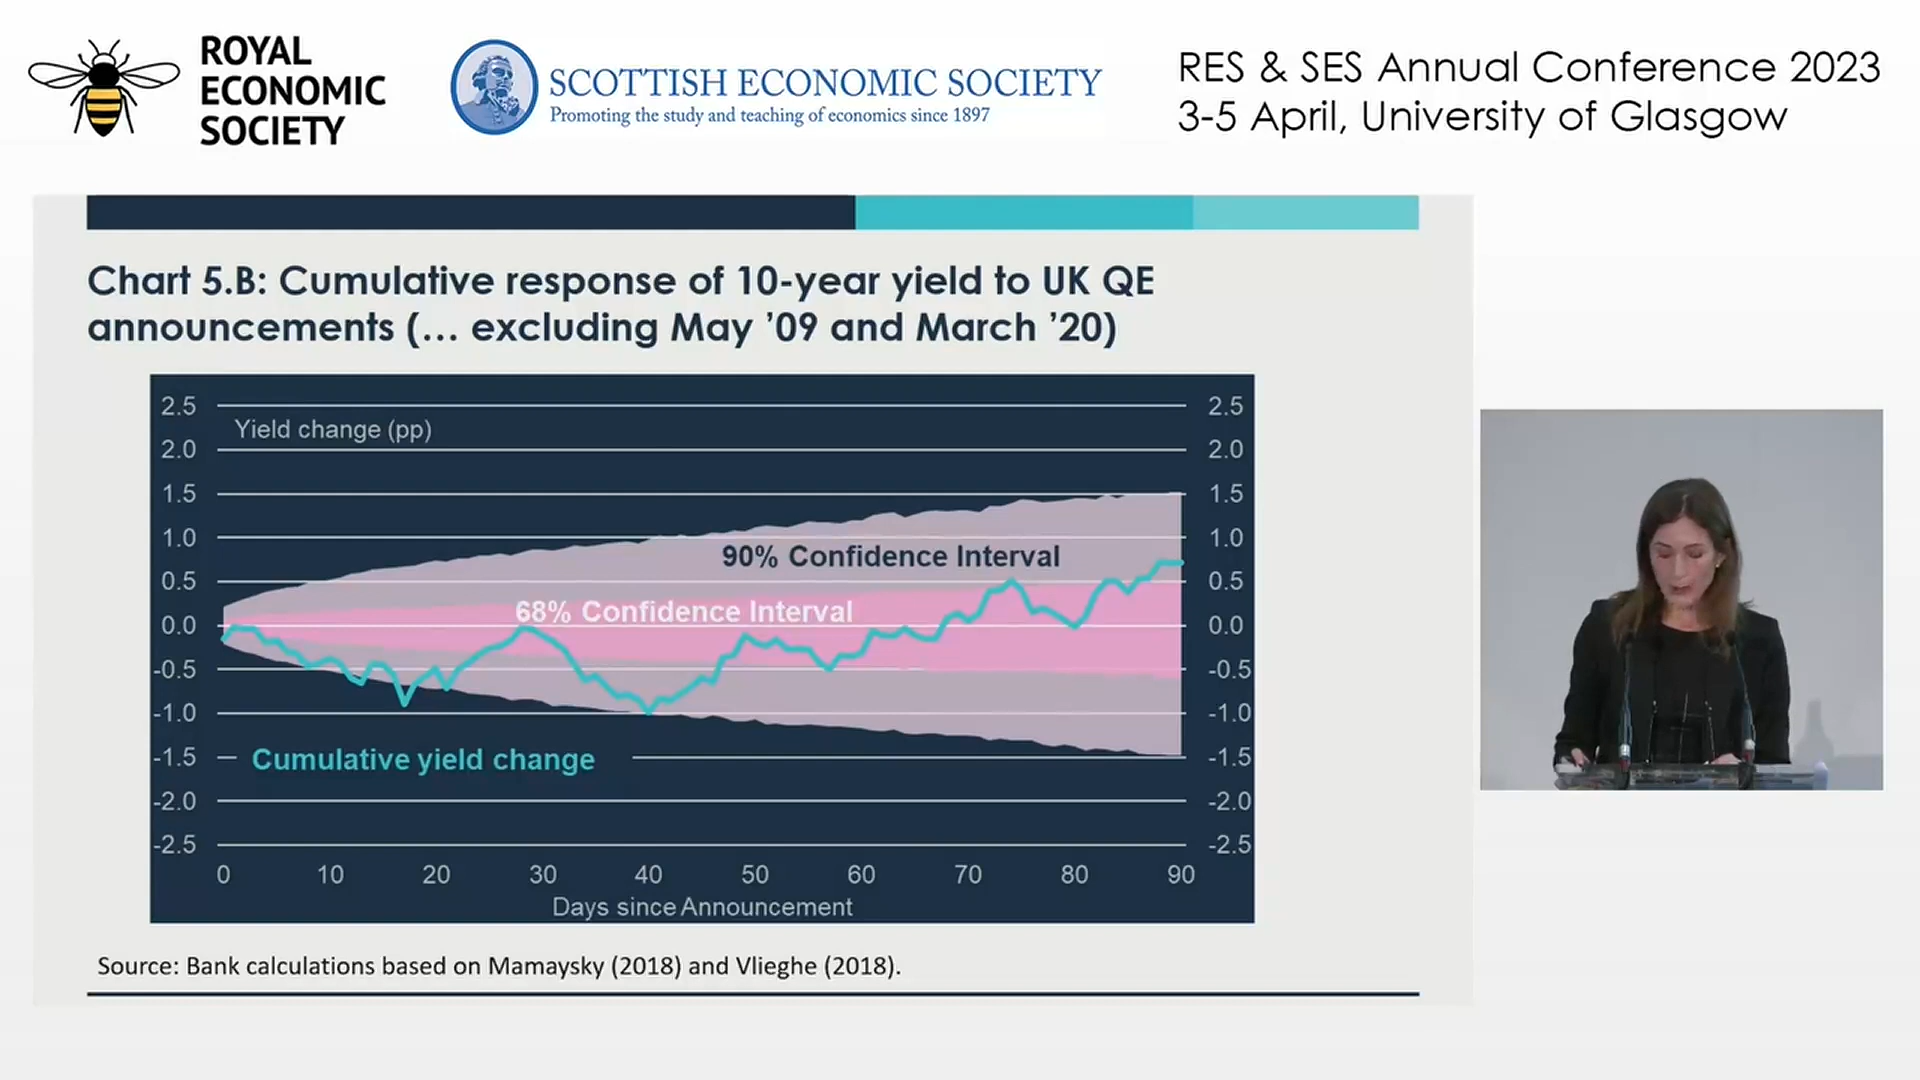 ROYAL
ECONOMIC
SOCIETY
SCOTTISH ECONOMIC SOCIETY
Promoting the study and teaching of economics since 1897
RES & SES Annual Conference 2023
3-5 April, University of Glasgow
Chart 5.B: Cumulative response of 10-year yield to UK QE
announcements (… excluding May ’09 and March ’20)
2.5 2.5
Yield change (pp)
2.0 2.0
1.5 1.5
1.0 1.0
90% Confidence Interval
0.5 0.5
68% Confidence Interval
0.0 0.0
-0.5 -0.5
-1.0 -1.0
-1.5 Cumulative yield change -1.5
-2.0 -2.0
-2.5 -2.5
0 10 20 30 40 50 60 70 80 90
Days since Announcement
Source: Bank calculations based on Mamaysky (2018) and Vlieghe (2018).